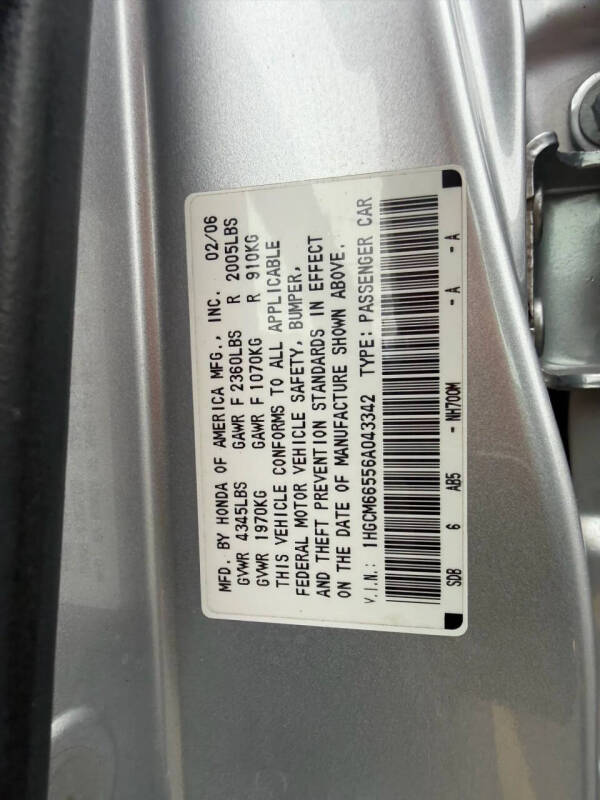 MFD. BY HONDA OF AMERICA MFG., INC. 02/06
GVWR 4345LBS GAWR F 2360LBS R 2005LBS
GVWR 1970KG GAWR F 1070KG R 910KG
THIS VEHICLE CONFORMS TO ALL APPLICABLE
FEDERAL MOTOR VEHICLE SAFETY, BUMPER,
AND THEFT PREVENTION STANDARDS IN EFFECT
ON THE DATE OF MANUFACTURE SHOWN ABOVE.
V.I.N.: 1HGCM66556A043342 TYPE: PASSENGER CAR
SDB 6 AB5 - NH700M - A - A